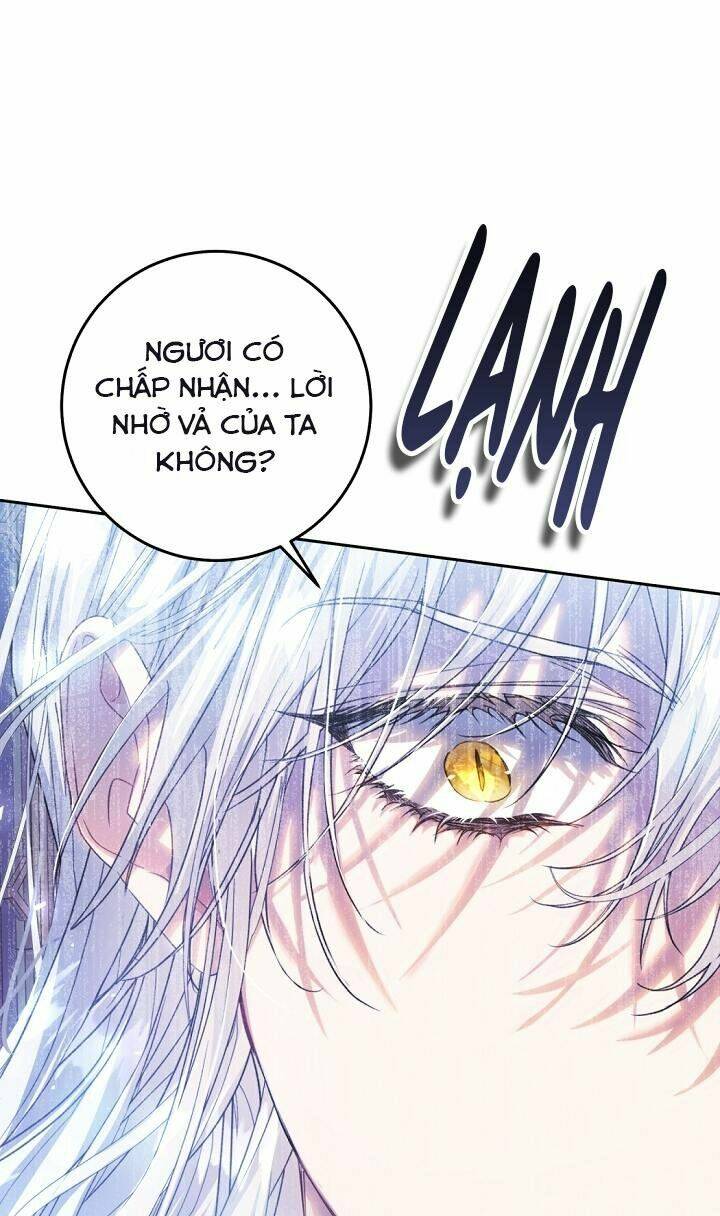 NGƯƠI CÓ
CHẤP NHẬN... LỜI
NHỜ VẢ CỦA TA
KHÔNG?
LẠNH